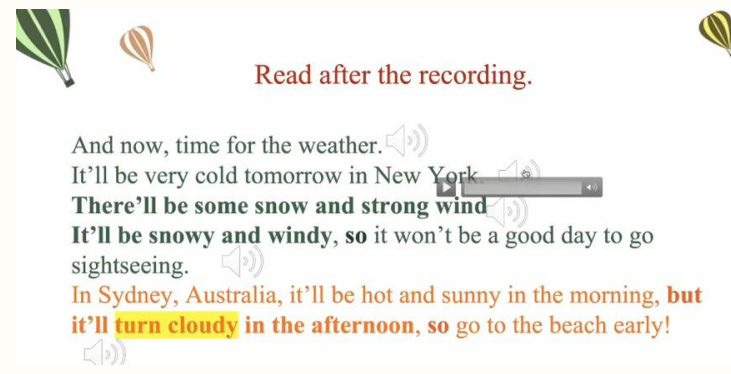 Read after the recording.
And now, time for the weather.
It’ll be very cold tomorrow in New York.
There’ll be some snow and strong wind
It’ll be snowy and windy, so it won’t be a good day to go
sightseeing.
In Sydney, Australia, it’ll be hot and sunny in the morning, but
it’ll turn cloudy in the afternoon, so go to the beach early!